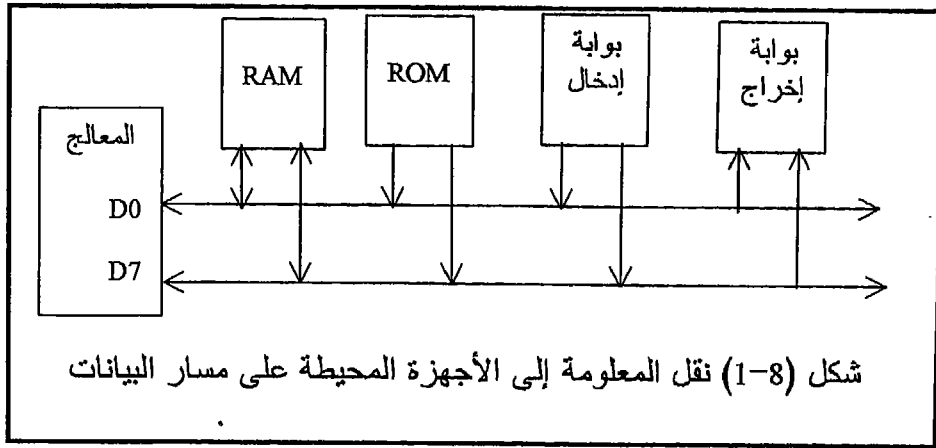 RAM
ROM
بوابة
إدخال
بوابة
إخراج
المعالج
D0
D7
شكل (8-1) نقل المعلومة إلى الأجهزة المحيطة على مسار البيانات